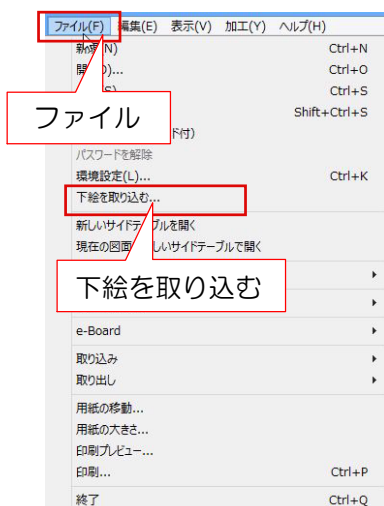 ファイル(F) 編集(E) 表示(V) 加工(Y) ヘルプ(H)
Ctrl+N
Ctrl+O
Ctrl+S
Shift+Ctrl+S
ファイル
パスワードを解除
環境設定(L)... Ctrl+K
下絵を取り込む...
新しいサイドテーブルを開く
現在の図面 しいサイドテーブルで開く
下絵を取り込む
e-Board
取り込み
取り出し
用紙の移動...
用紙の大きさ...
印刷プレビュー...
印刷... Ctrl+P
終了 Ctrl+Q